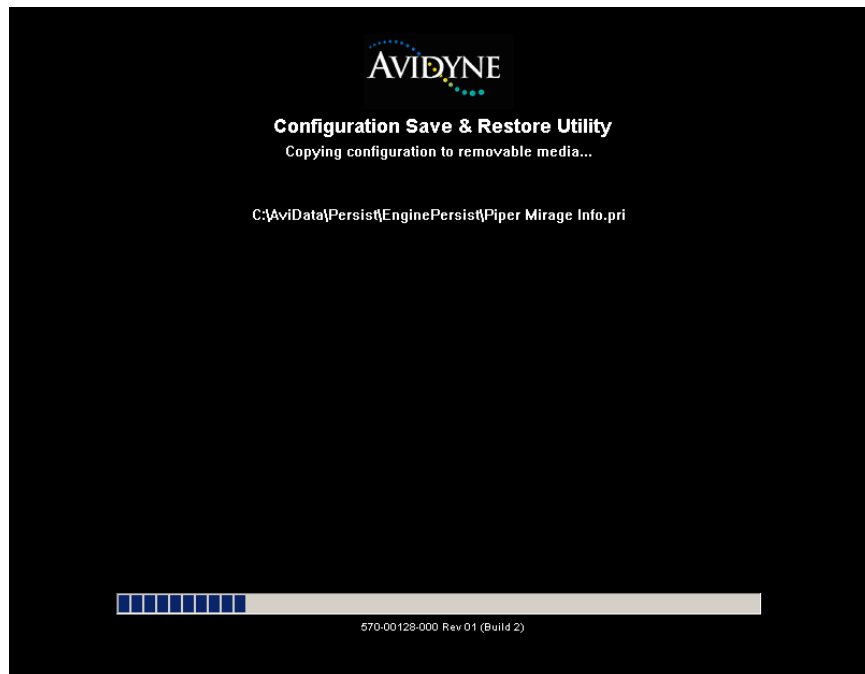 AVIDYNE
Configuration Save & Restore Utility
Copying configuration to removable media...
C:\AviData\Persist\EnginePersist\Piper Mirage Info.pri
570-00128-000 Rev 01 (Build 2)